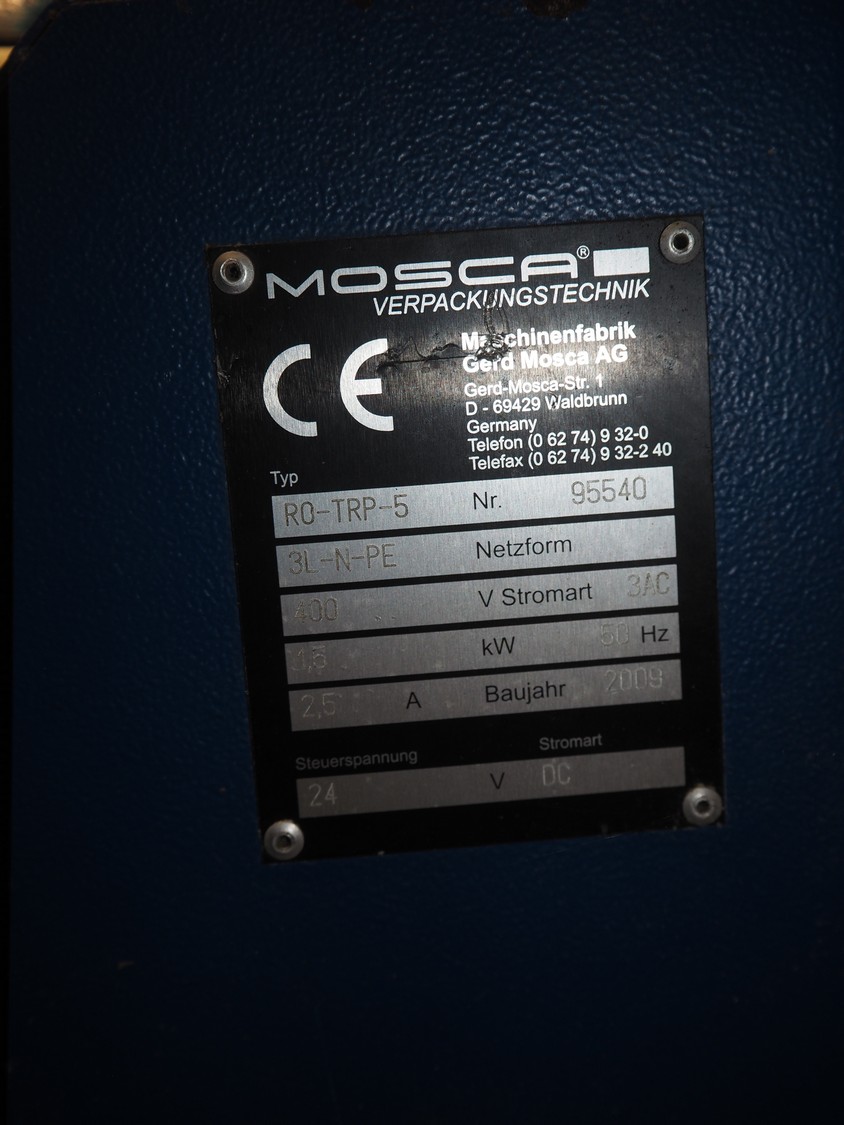 MOSCA®
VERPACKUNGSTECHNIK
CE
Maschinenfabrik
Gerd Mosca AG
Gerd-Mosca-Str. 1
D - 69429 Waldbrunn
Germany
Telefon (0 62 74) 9 32-0
Telefax (0 62 74) 9 32-2 40
Typ
RO-TRP-5 Nr. 95540
3L-N-PE Netzform
400 V Stromart 3AC
kW 50 Hz
2,5 A Baujahr 2009
Steuerspannung Stromart
24 V DC